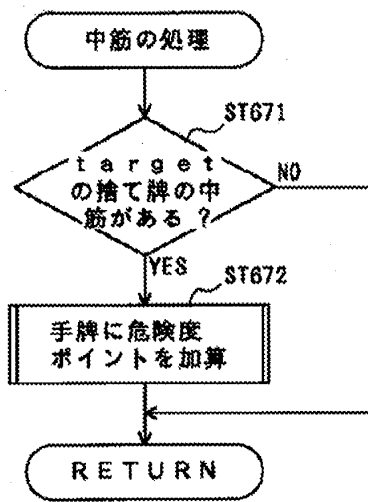 中筋の処理
ST671
target
の捨て牌の中
筋がある?
NO
YES
ST672
手牌に危険度
ポイントを加算
RETURN